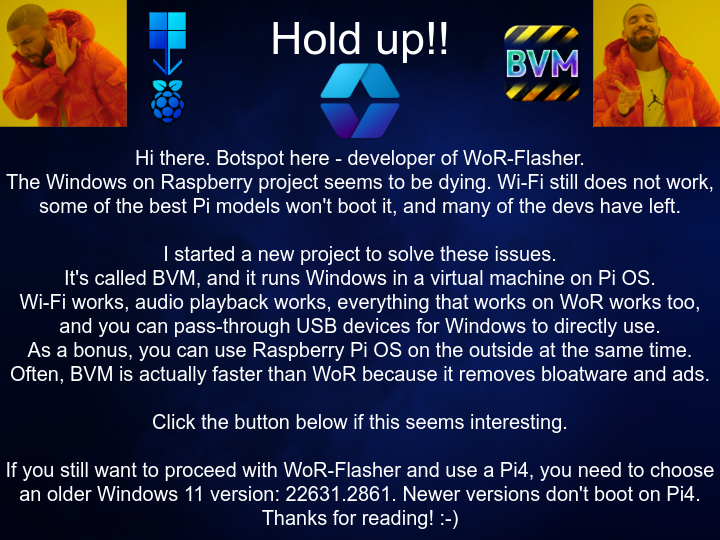 Hold up!!
BVM
Hi there. Botspot here - developer of WoR-Flasher.
The Windows on Raspberry project seems to be dying. Wi-Fi still does not work,
some of the best Pi models won't boot it, and many of the devs have left.
I started a new project to solve these issues.
It's called BVM, and it runs Windows in a virtual machine on Pi OS.
Wi-Fi works, audio playback works, everything that works on WoR works too,
and you can pass-through USB devices for Windows to directly use.
As a bonus, you can use Raspberry Pi OS on the outside at the same time.
Often, BVM is actually faster than WoR because it removes bloatware and ads.
Click the button below if this seems interesting.
If you still want to proceed with WoR-Flasher and use a Pi4, you need to choose
an older Windows 11 version: 22631.2861. Newer versions don't boot on Pi4.
Thanks for reading! :-)